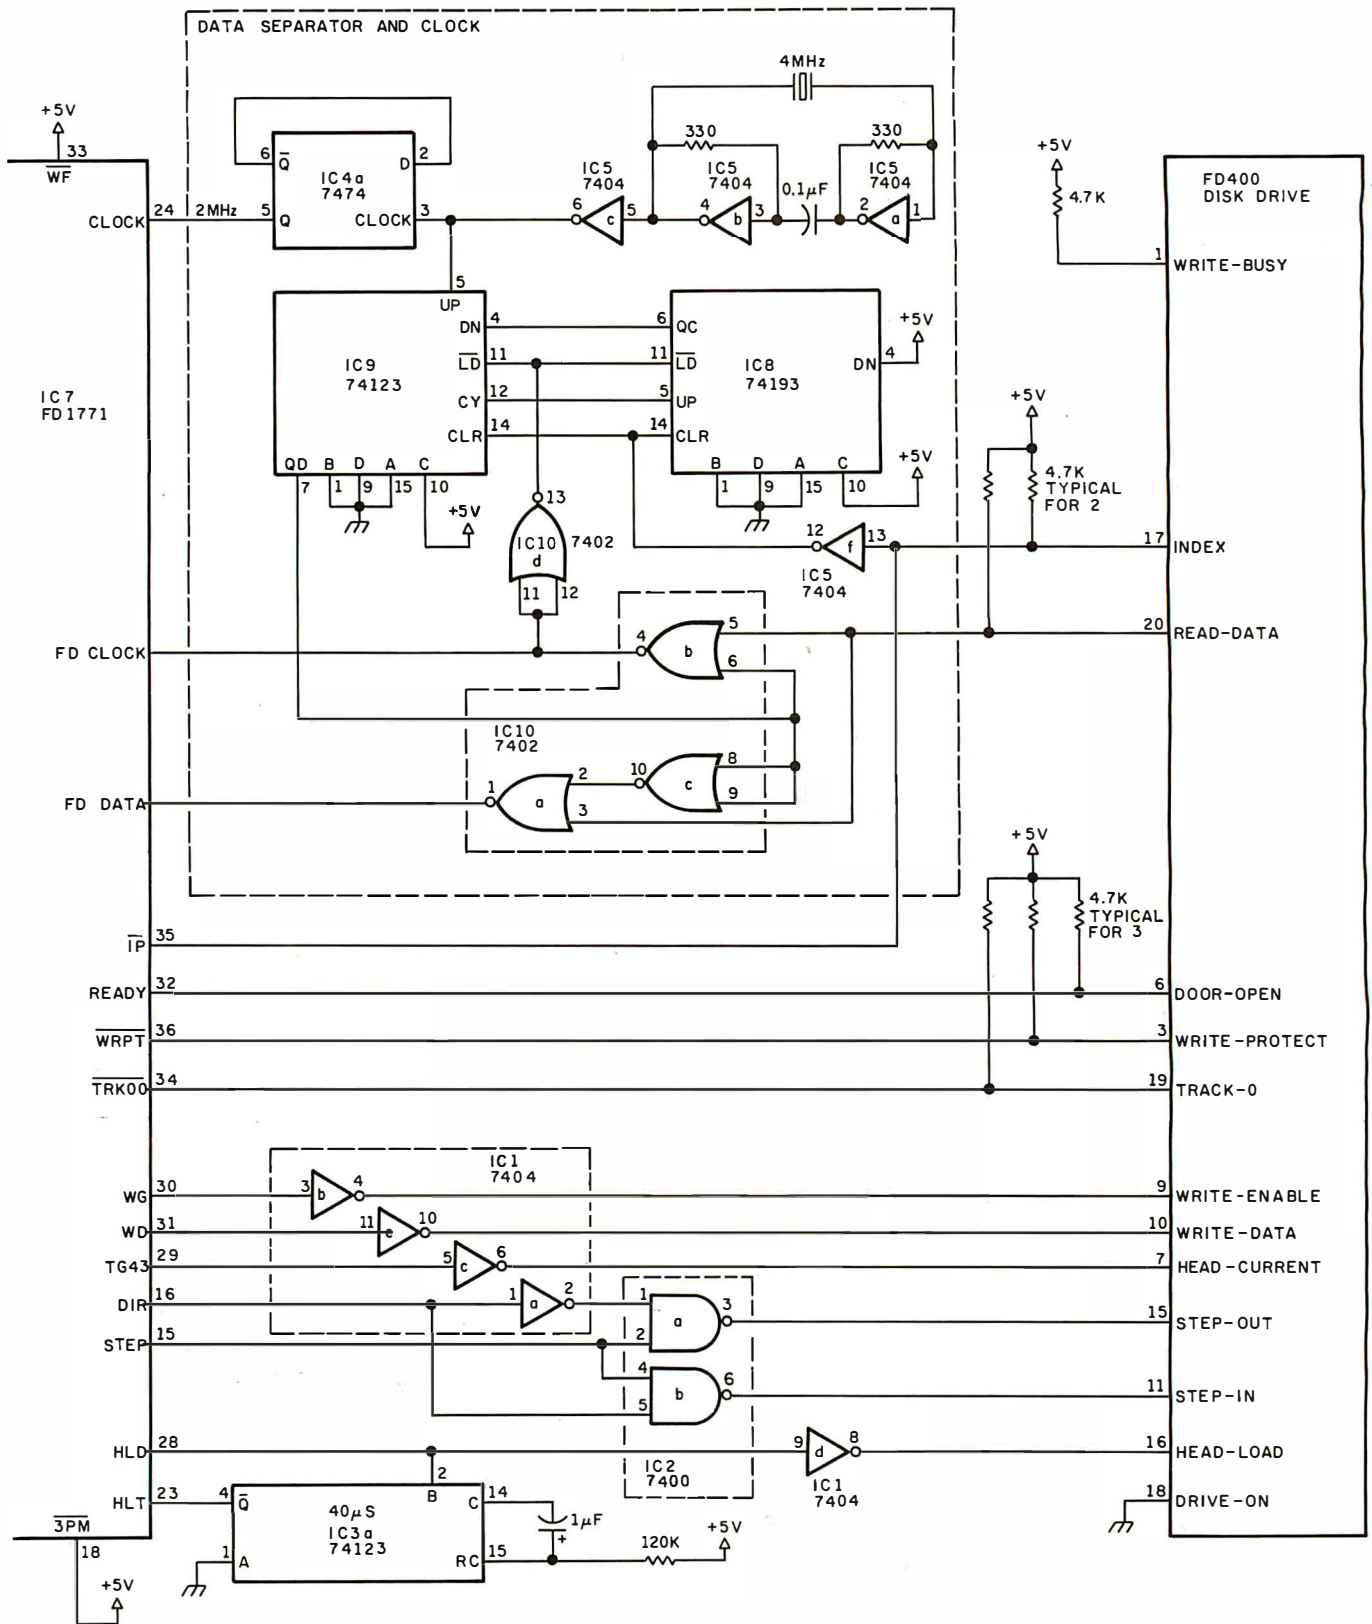 DATA SEPARATOR AND CLOCK
4MHz
+5V
33
WF
330
330
+5V
6 Q
D 2
IC4a
7474
IC5
7404
IC5
7404
0.1µF
IC5
7404
4.7K
FD400
DISK DRIVE
CLOCK 24 2MHz 5 Q
CLOCK 3
6 c 5
4 b 3
2 a 1
1 WRITE-BUSY
5
UP
DN 4
6 QC
+5V
LD 11
11 LD
DN 4
IC9
74123
IC8
74193
CY 12
5 UP
CLR 14
14 CLR
IC7
FD1771
+5V
QD B D A C
7 1 9 15 10
B D A C
1 9 15 10
+5V
4.7K
TYPICAL
FOR 2
+5V
13
IC10
d
7402
11 12
12 f 13
IC5
7404
17 INDEX
FD CLOCK
4 b 5
6
20 READ-DATA
IC10
7402
FD DATA
1 a 2
3
10 c 8
9
+5V
4.7K
TYPICAL
FOR 3
IP 35
READY 32
6 DOOR-OPEN
WRPT 36
3 WRITE-PROTECT
TRK00 34
19 TRACK-0
IC1
7404
WG 30
3 b 4
9 WRITE-ENABLE
WD 31
11 e 10
10 WRITE-DATA
TG43 29
5 c 6
7 HEAD-CURRENT
DIR 16
1 a 2
1 a 3
2
15 STEP-OUT
STEP 15
4 b 6
5
11 STEP-IN
HLD 28
9 d 8
16 HEAD-LOAD
IC2
7400
IC1
7404
HLT 23
4 Q
2
B
C 14
1µF
+
18 DRIVE-ON
40µS
IC3a
74123
3PM
18
1 A
RC 15
120K
+5V
+5V